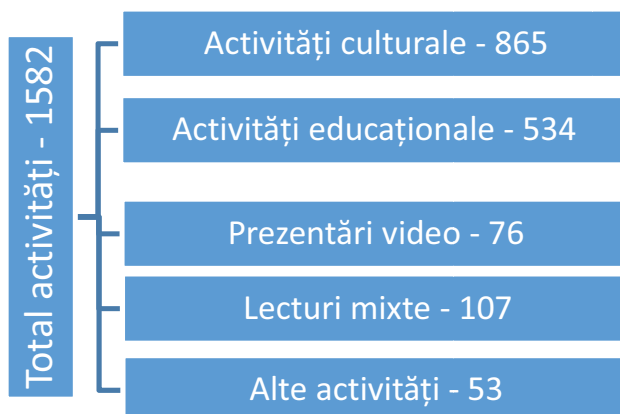 Total activități - 1582
Activități culturale - 865
Activități educaționale - 534
Prezentări video - 76
Lecturi mixte - 107
Alte activități - 53